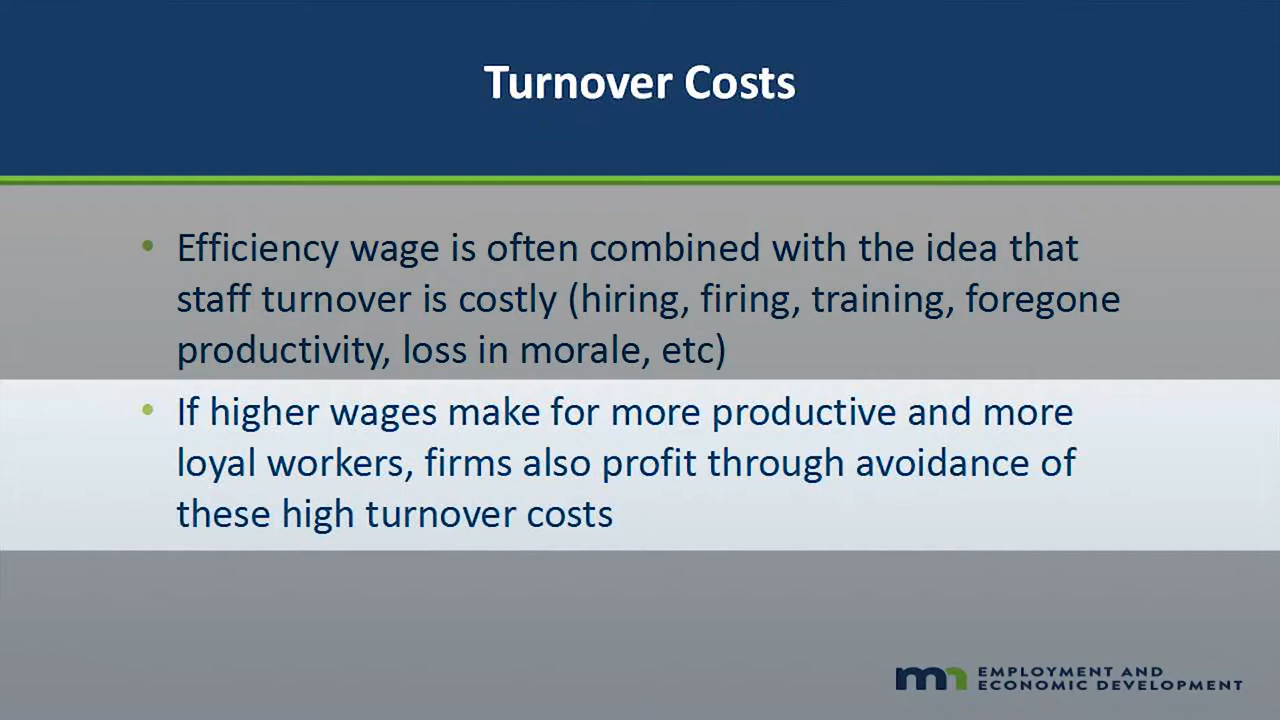 Turnover Costs
• Efficiency wage is often combined with the idea that
staff turnover is costly (hiring, firing, training, foregone
productivity, loss in morale, etc)
• If higher wages make for more productive and more
loyal workers, firms also profit through avoidance of
these high turnover costs
mn EMPLOYMENT AND
ECONOMIC DEVELOPMENT